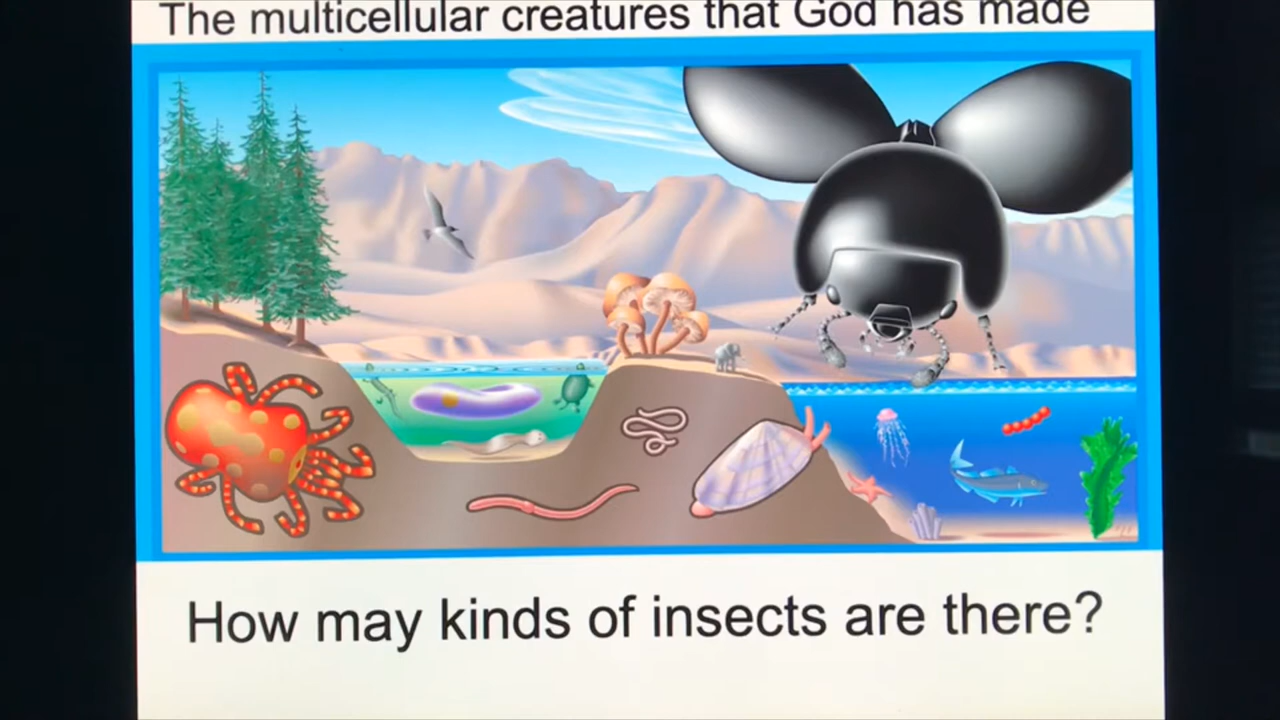 The multicellular creatures that God has made
How may kinds of insects are there?